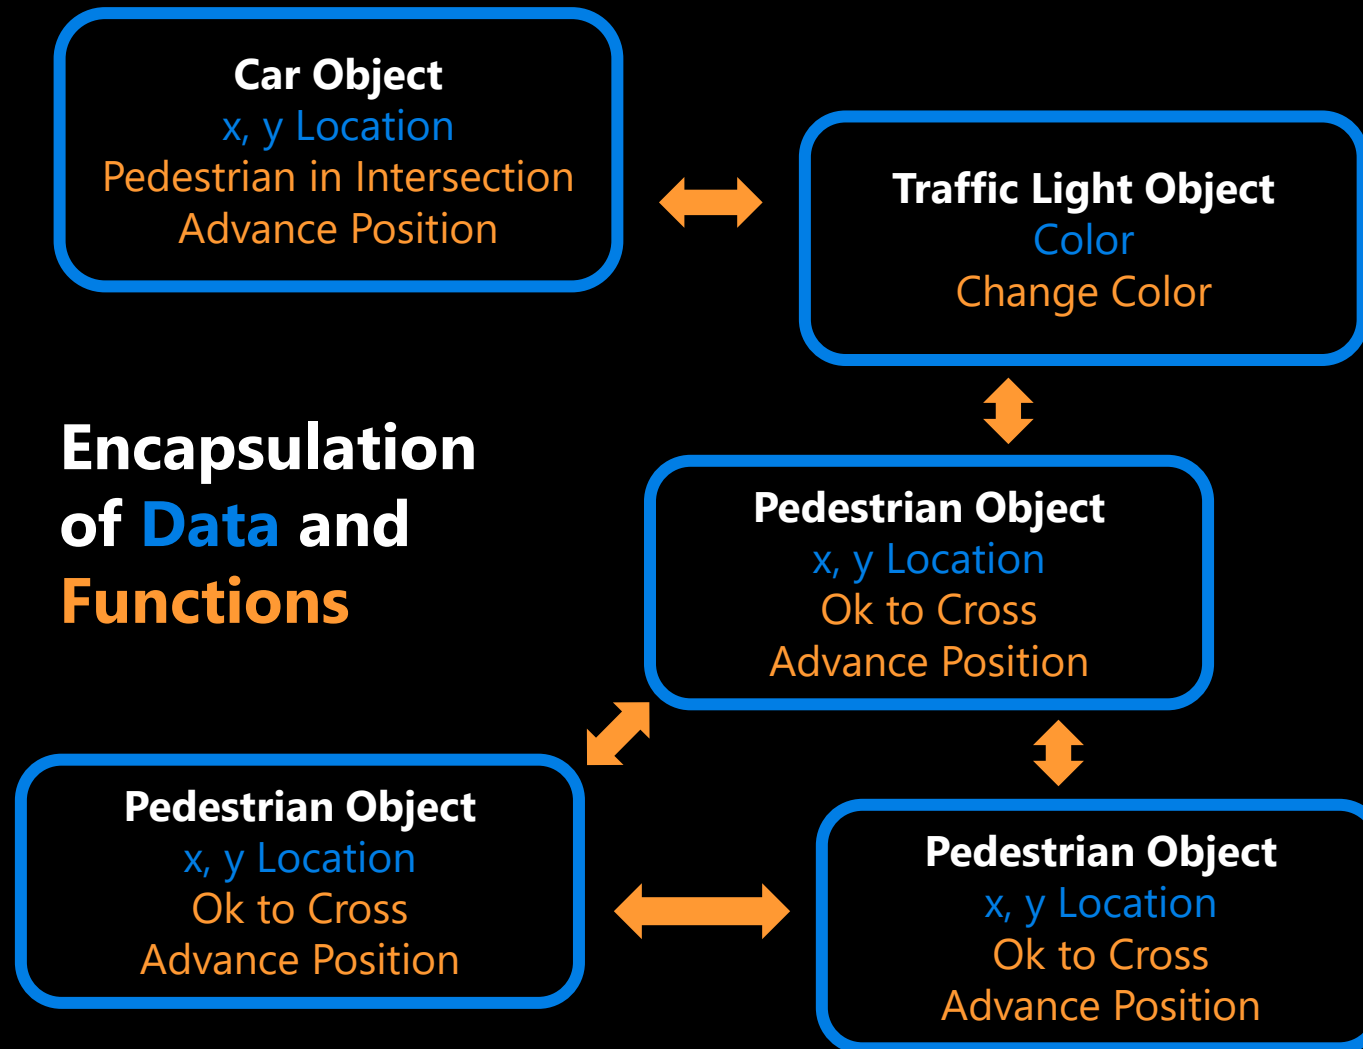 Car Object
x, y Location
Pedestrian in Intersection
Advance Position
Traffic Light Object
Color
Change Color
Encapsulation
of Data and
Functions
Pedestrian Object
x, y Location
Ok to Cross
Advance Position
Pedestrian Object
x, y Location
Ok to Cross
Advance Position
Pedestrian Object
x, y Location
Ok to Cross
Advance Position